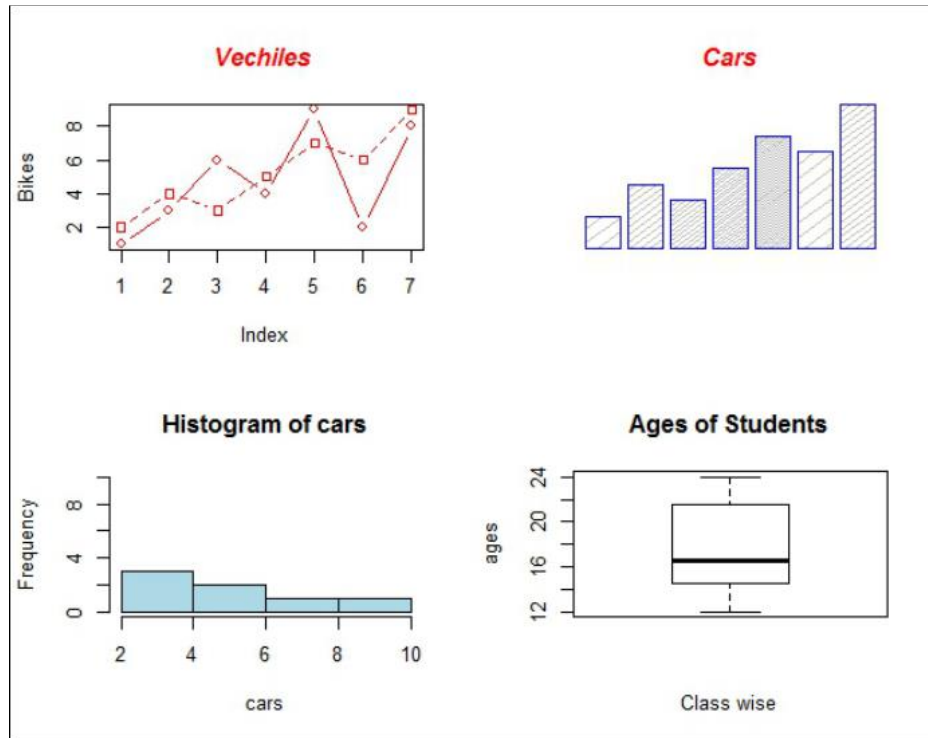 Vechiles
Bikes
8
6
4
2
1 2 3 4 5 6 7
Index
Cars
Histogram of cars
Frequency
8
4
0
2 4 6 8 10
cars
Ages of Students
ages
24
20
16
12
Class wise